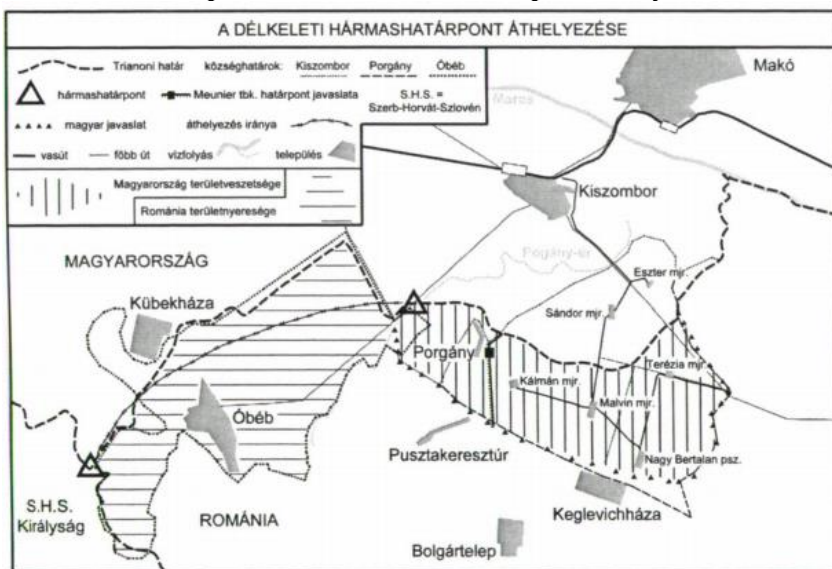 A DÉLKELETI HÁRMASHATÁRPONT ÁTHELYEZÉSE
Trianoni határ községhatárok: Kiszombor Porgány Óbéb
hármashatárpont Meunier tbk. határpont javaslata S.H.S. =
Szerb-Horvát-Szlovén
magyar javaslat áthelyezés iránya
vasút főbb út vízfolyás település
Magyarország területvesztesége
Románia területnyeresége
Makó
Maros
Kiszombor
MAGYARORSZÁG
Kübekháza
Pogány-ér
Eszter mjr.
Sándor mjr.
Porgány
Terézia mjr.
Kálmán mjr.
Malvin mjr.
Óbéb
Pusztakeresztúr
Nagy Bertalan psz.
S.H.S.
Királyság
ROMÁNIA
Keglevichháza
Bolgártelep